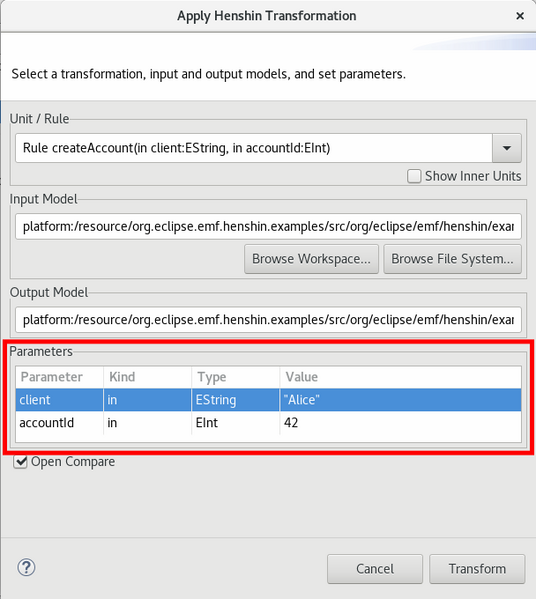 Apply Henshin Transformation
Select a transformation, input and output models, and set parameters.
Unit / Rule
Rule createAccount(in client:EString, in accountId:EInt)
Show Inner Units
Input Model
platform:/resource/org.eclipse.emf.henshin.examples/src/org/eclipse/emf/henshin/exar
Browse Workspace... Browse File System...
Output Model
platform:/resource/org.eclipse.emf.henshin.examples/src/org/eclipse/emf/henshin/exar
Parameters
Parameter Kind Type Value
client in EString "Alice"
accountId in EInt 42
Open Compare
? Cancel Transform